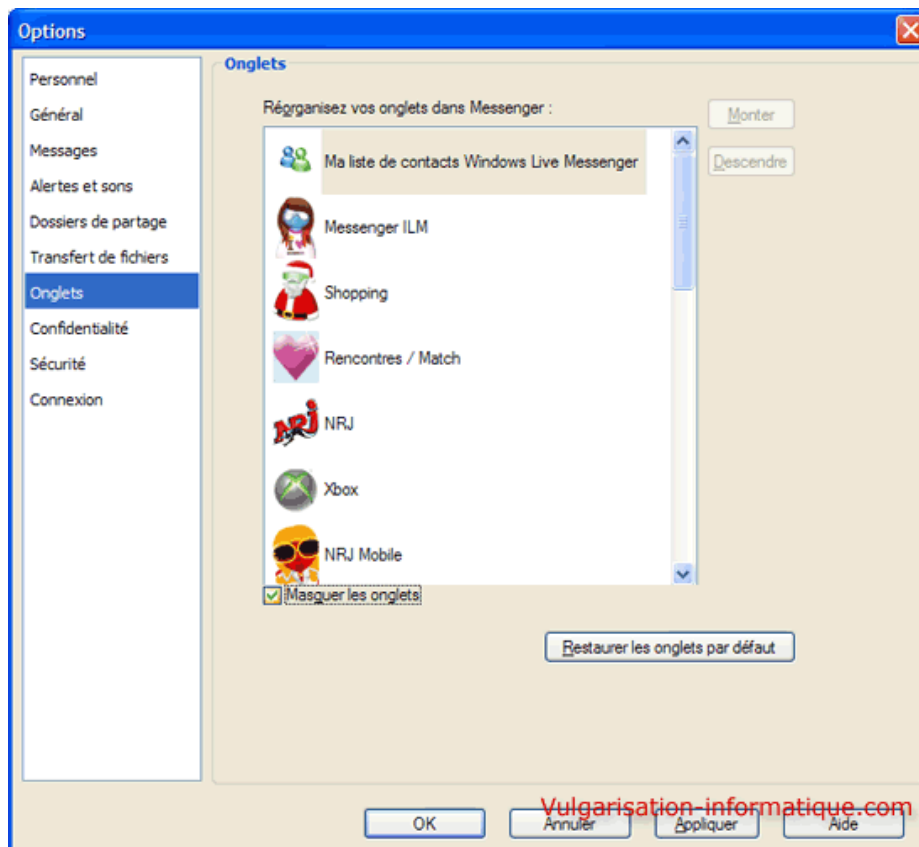 Options
Personnel
Général
Messages
Alertes et sons
Dossiers de partage
Transfert de fichiers
Onglets
Confidentialité
Sécurité
Connexion
Onglets
Réorganisez vos onglets dans Messenger :
Monter
Descendre
Ma liste de contacts Windows Live Messenger
Messenger ILM
Shopping
Rencontres / Match
NRJ
NRJ
Xbox
NRJ Mobile
Masquer les onglets
Restaurer les onglets par défaut
Vulgarisation-informatique.com
OK
Annuler
Appliquer
Aide